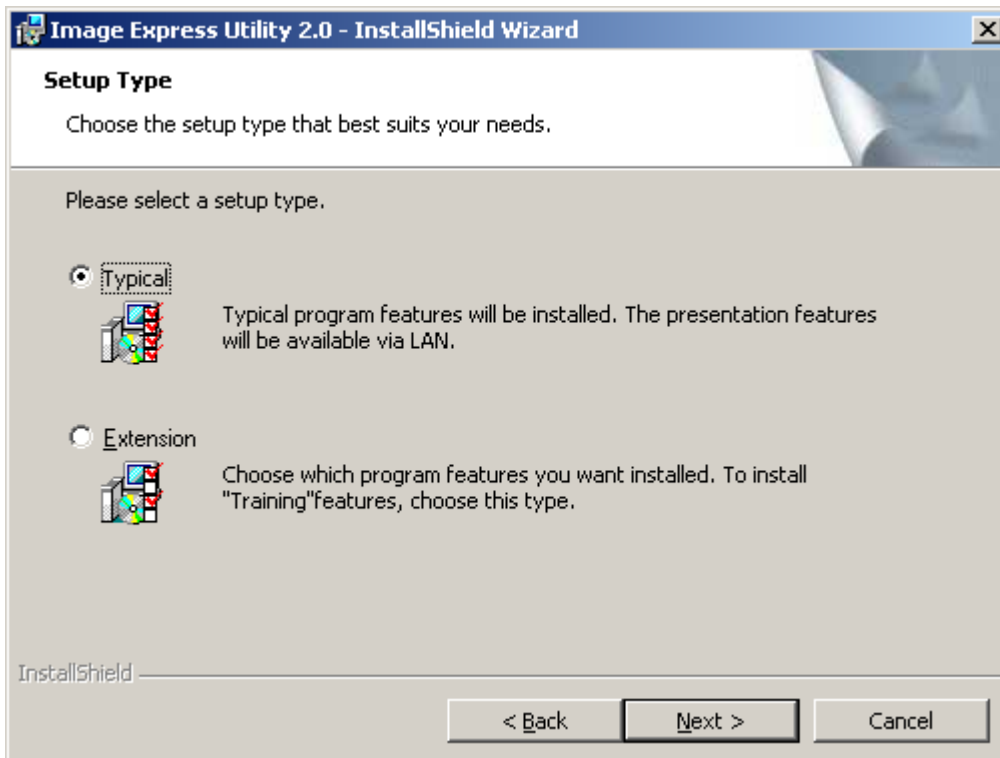 Image Express Utility 2.0 - InstallShield Wizard
Setup Type
Choose the setup type that best suits your needs.
Please select a setup type.
Typical
Typical program features will be installed. The presentation features
will be available via LAN.
Extension
Choose which program features you want installed. To install
"Training"features, choose this type.
InstallShield
< Back
Next >
Cancel